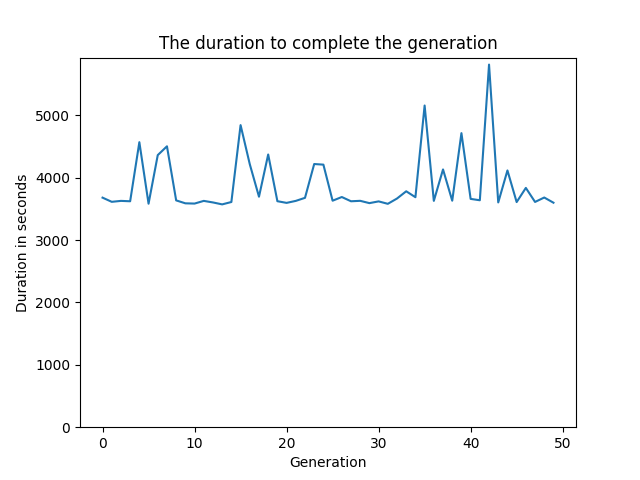 The duration to complete the generation
Duration in seconds
5000
4000
3000
2000
1000
0
0 10 20 30 40 50
Generation